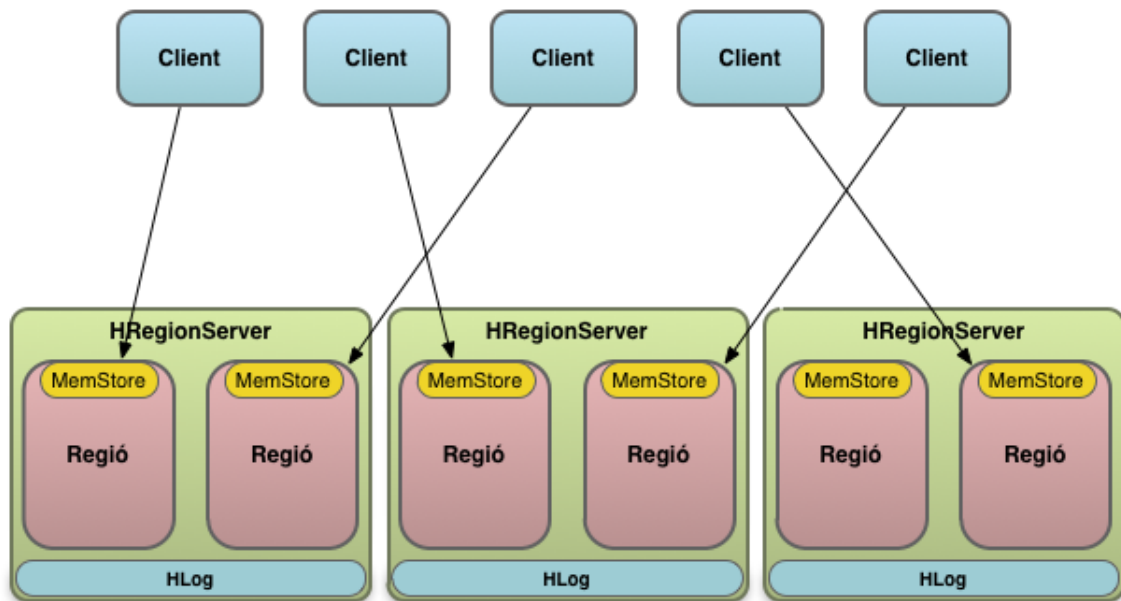 Client
Client
Client
Client
Client
HRegionServer
HRegionServer
HRegionServer
MemStore
MemStore
MemStore
MemStore
MemStore
MemStore
Regió
Regió
Regió
Regió
Regió
Regió
HLog
HLog
HLog